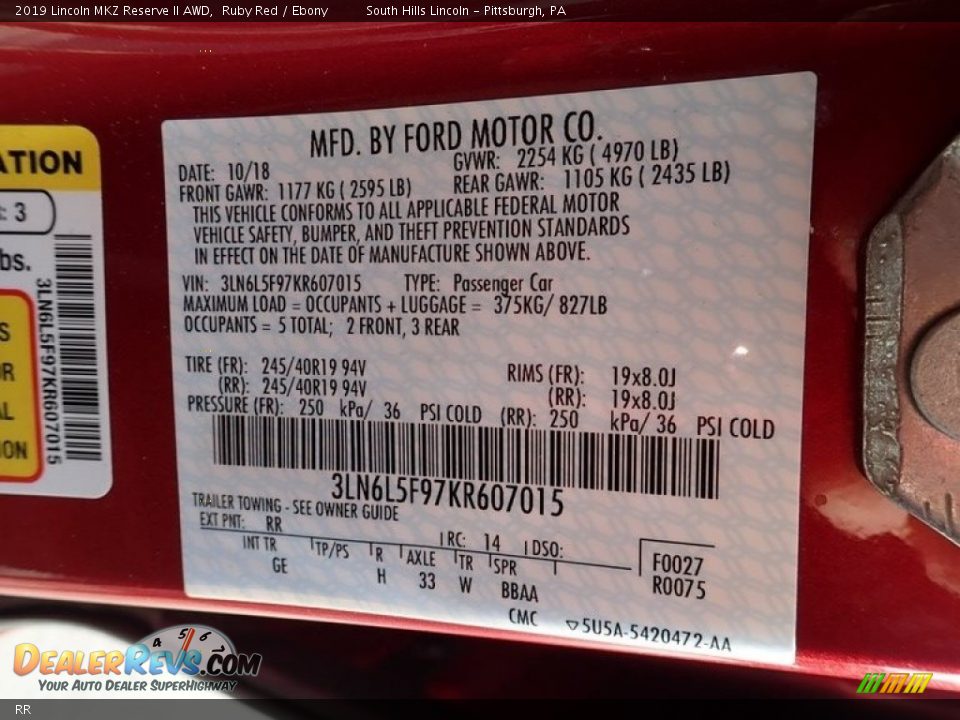 2019 Lincoln MKZ Reserve II AWD, Ruby Red / Ebony South Hills Lincoln – Pittsburgh, PA
ATION
: 3
bs.
S
OR
AL
ION
3LN6L5F97KR607015
MFD. BY FORD MOTOR CO.
DATE: 10/18 GVWR: 2254 KG ( 4970 LB)
FRONT GAWR: 1177 KG ( 2595 LB) REAR GAWR: 1105 KG ( 2435 LB)
THIS VEHICLE CONFORMS TO ALL APPLICABLE FEDERAL MOTOR
VEHICLE SAFETY, BUMPER, AND THEFT PREVENTION STANDARDS
IN EFFECT ON THE DATE OF MANUFACTURE SHOWN ABOVE.
VIN: 3LN6L5F97KR607015 TYPE: Passenger Car
MAXIMUM LOAD = OCCUPANTS + LUGGAGE = 375KG/ 827LB
OCCUPANTS = 5 TOTAL; 2 FRONT, 3 REAR
TIRE (FR): 245/40R19 94V RIMS (FR): 19x8.0J
(RR): 245/40R19 94V (RR): 19x8.0J
PRESSURE (FR): 250 kPa/ 36 PSI COLD (RR): 250 kPa/ 36 PSI COLD
3LN6L5F97KR607015
TRAILER TOWING - SEE OWNER GUIDE
EXT PNT: RR RC: 14 DSO:
INT TR TP/PS R AXLE TR SPR
GE H 33 W BBAA
F0027
R0075
CMC ▽5U5A-5420472-AA
4 5 6
DEALERREVS.COM
YOUR AUTO DEALER SUPERHIGHWAY
RR